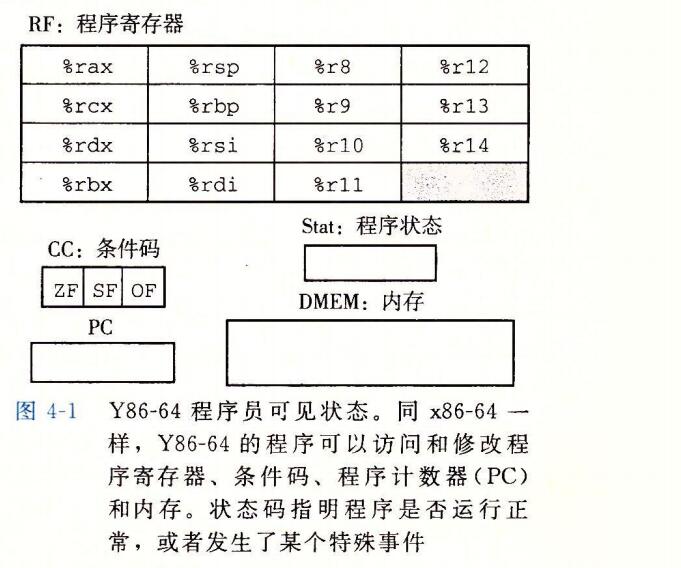 RF：程序寄存器
%rax %rsp %r8 %r12
%rcx %rbp %r9 %r13
%rdx %rsi %r10 %r14
%rbx %rdi %r11
CC：条件码
Stat：程序状态
ZF SF OF
DMEM：内存
PC
图 4-1 Y86-64 程序员可见状态。同 x86-64 一
样，Y86-64 的程序可以访问和修改程
序寄存器、条件码、程序计数器(PC)
和内存。状态码指明程序是否运行正
常，或者发生了某个特殊事件